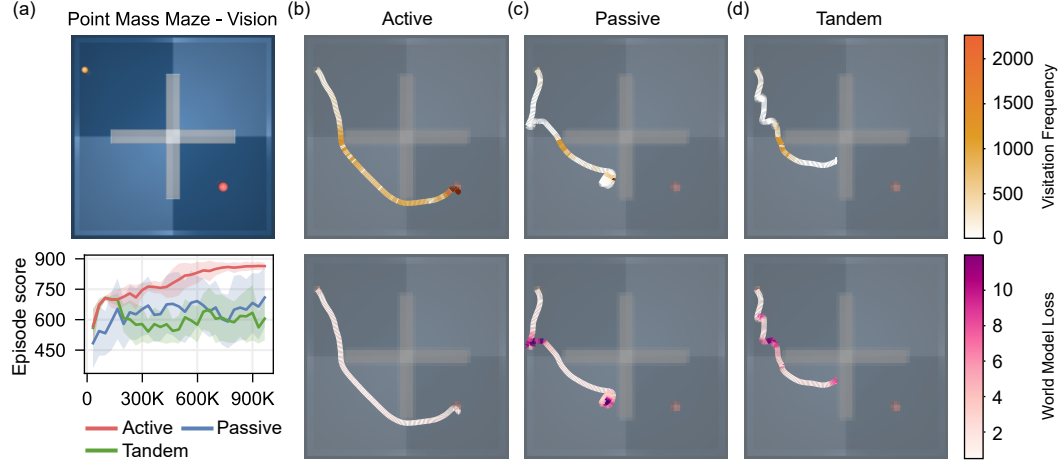 (a)
Point Mass Maze - Vision
(b)
Active
(c)
Passive
(d)
Tandem
2000
1500
1000
500
0
Visitation Frequency
900
750
600
450
Episode score
0
300K
600K
900K
Active
Passive
Tandem
10
8
6
4
2
World Model Loss